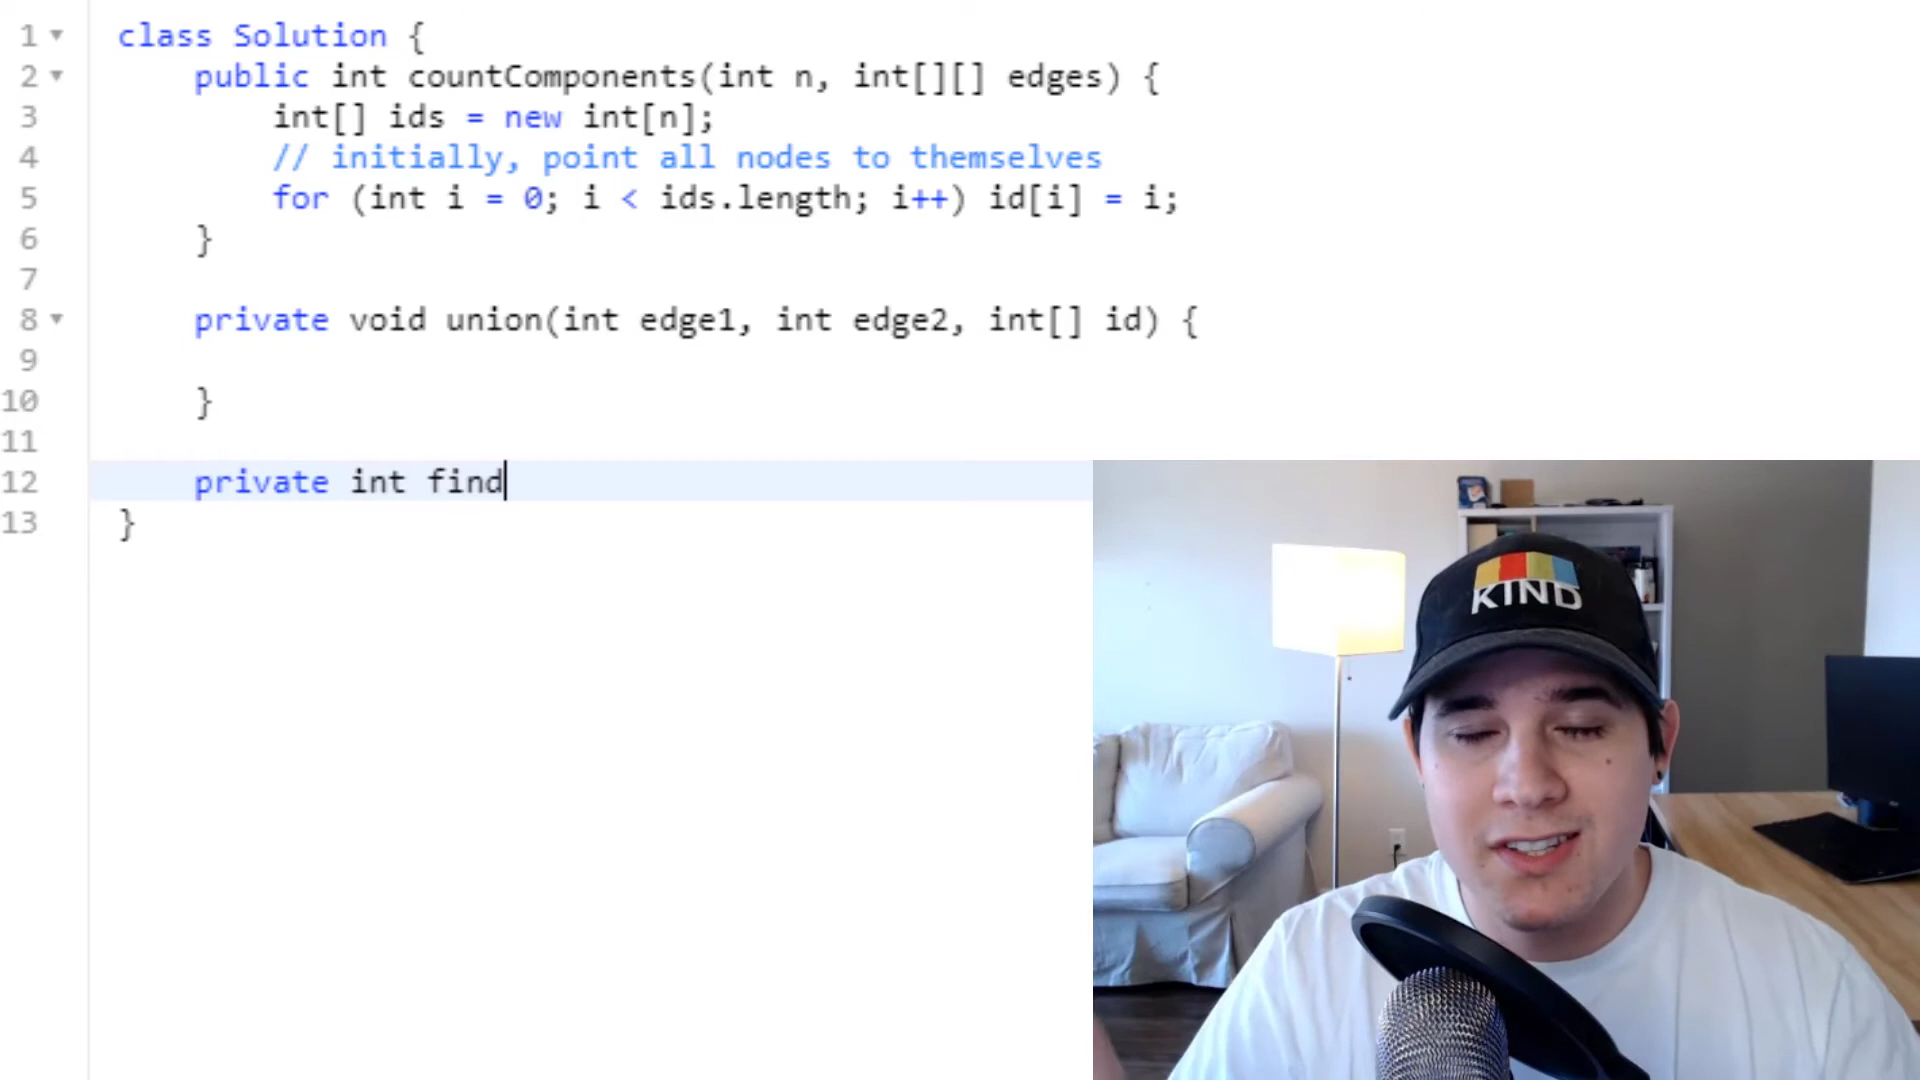 1 class Solution {
2 public int countComponents(int n, int[][] edges) {
3 int[] ids = new int[n];
4 // initially, point all nodes to themselves
5 for (int i = 0; i < ids.length; i++) id[i] = i;
6 }
7
8 private void union(int edge1, int edge2, int[] id) {
9
10 }
11
12 private int find
13 }
KIND